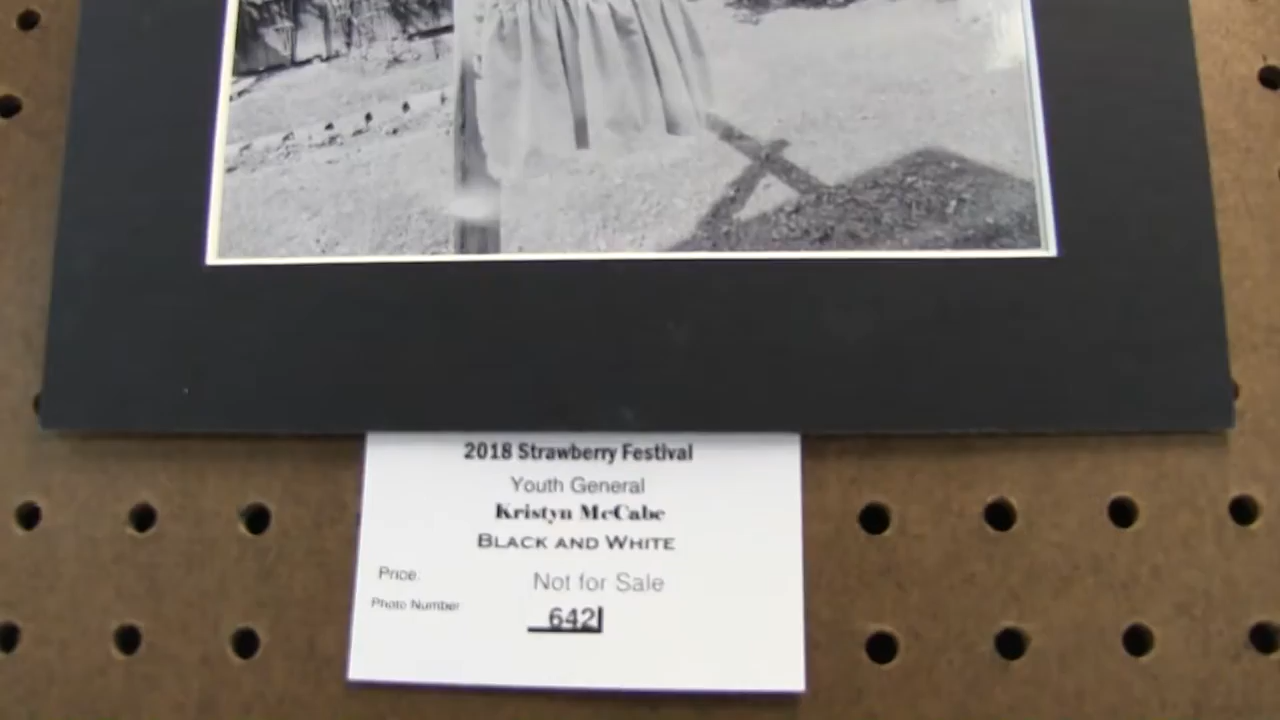 2018 Strawberry Festival
Youth General
Kristyn McCabe
BLACK AND WHITE
Price: Not for Sale
Photo Number 642